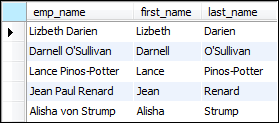 emp_name first_name last_name
Lizbeth Darien Lizbeth Darien
Darnell O'Sullivan Darnell O'Sullivan
Lance Pinos-Potter Lance Pinos-Potter
Jean Paul Renard Jean Renard
Alisha von Strump Alisha Strump